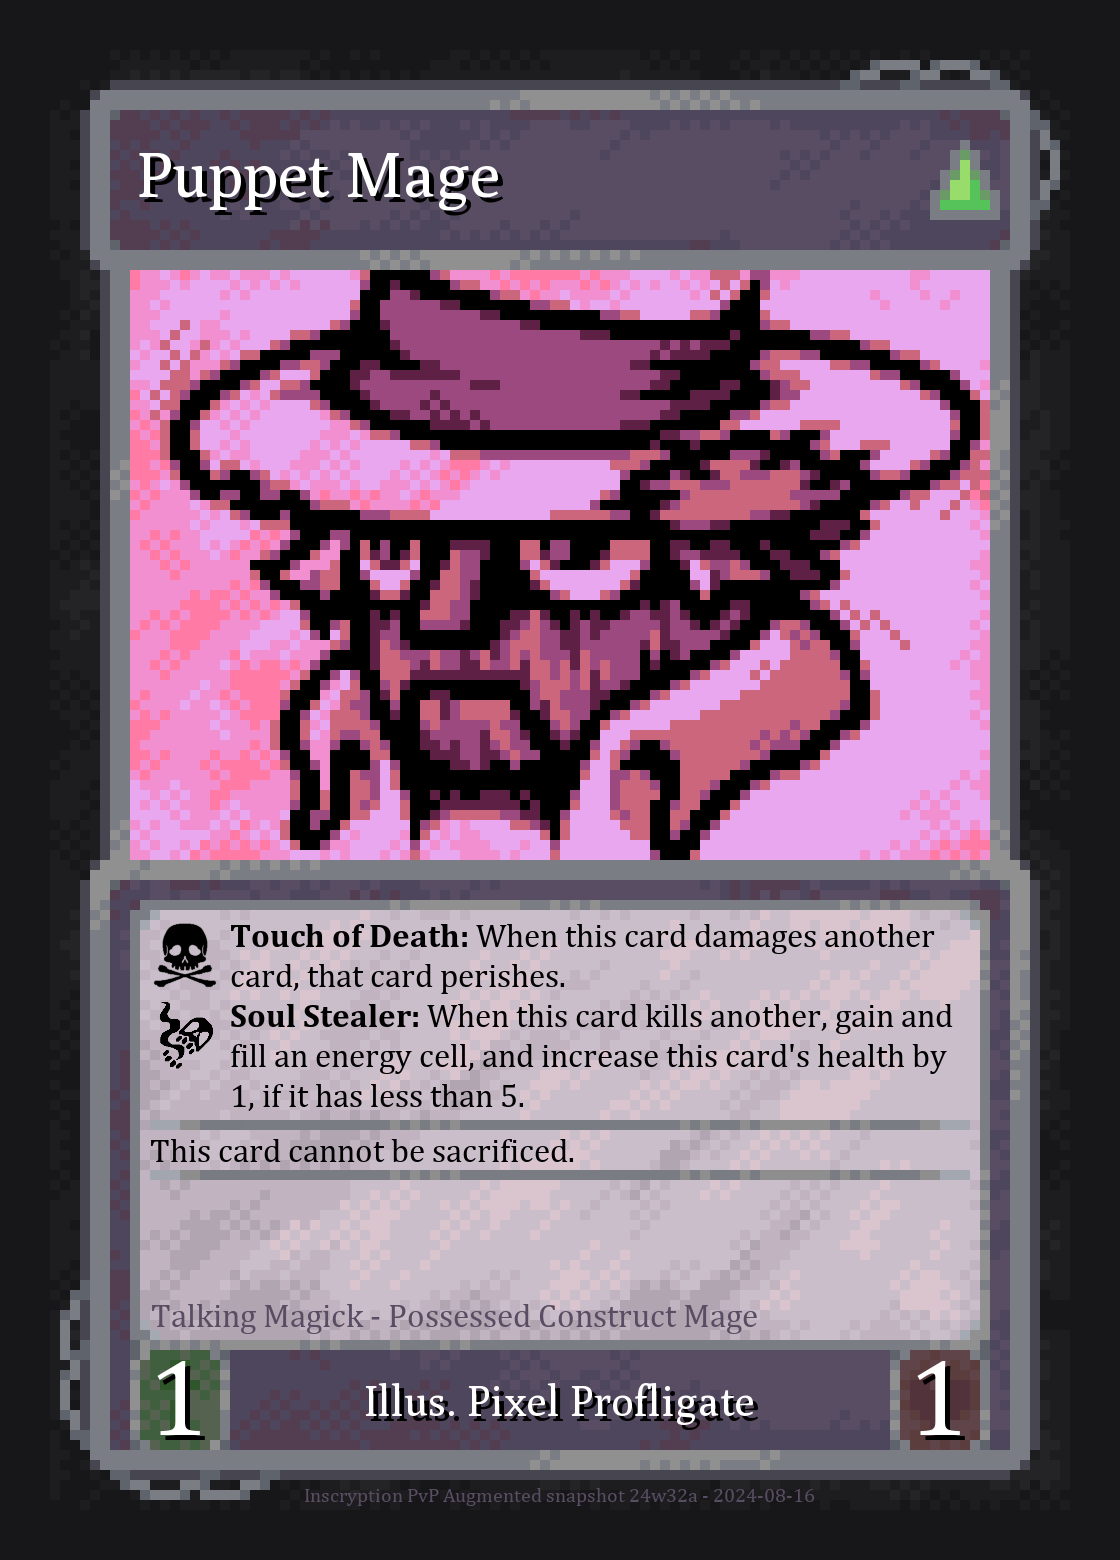 Puppet Mage
Touch of Death: When this card damages another
card, that card perishes.
Soul Stealer: When this card kills another, gain and
fill an energy cell, and increase this card's health by
1, if it has less than 5.
This card cannot be sacrificed.
Talking Magick - Possessed Construct Mage
1
Illus. Pixel Profligate
1
Inscryption PvP Augmented snapshot 24w32a - 2024-08-16